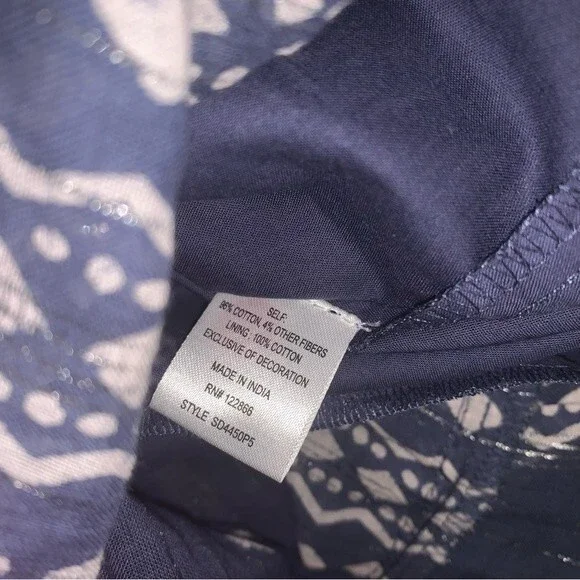 SELF:
96% COTTON, 4% OTHER FIBERS
LINING : 100% COTTON
EXCLUSIVE OF DECORATION
MADE IN INDIA
RN# 122866
STYLE SD4450P5